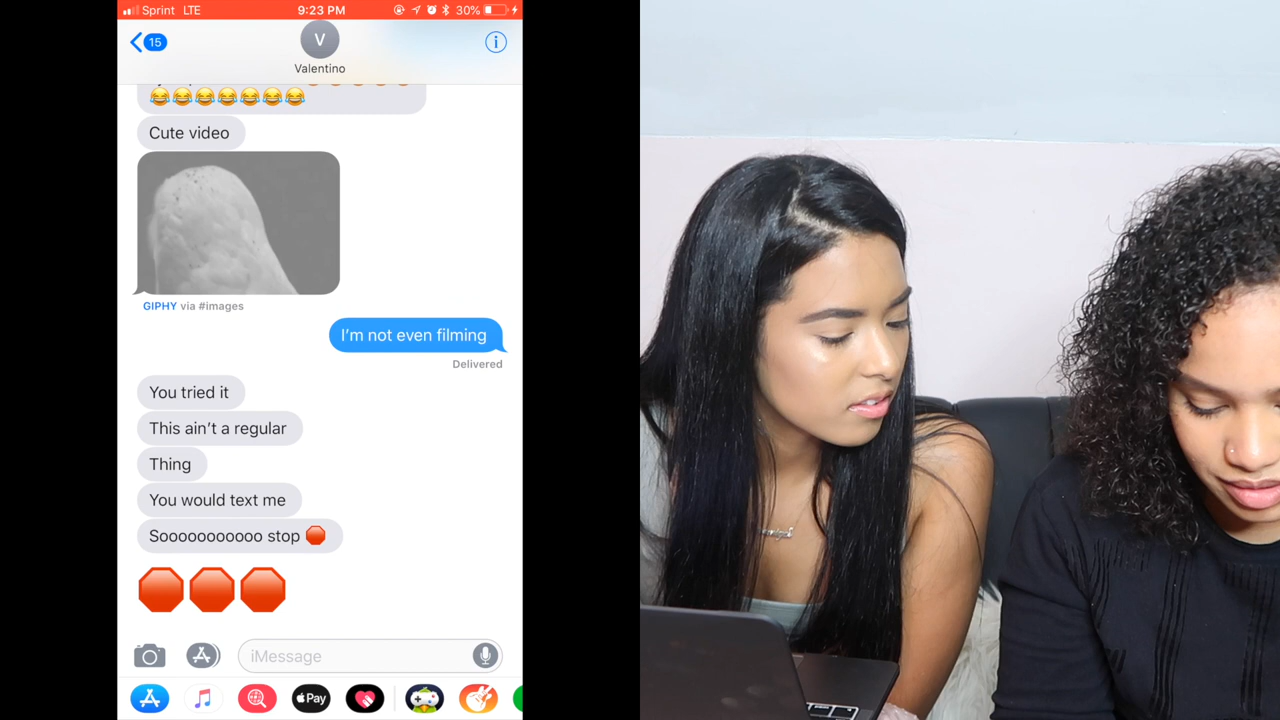 Sprint LTE 9:23 PM 30%
15
V
Valentino
😂😂😂😂😂😂😂
Cute video
GIPHY via #images
I’m not even filming
Delivered
You tried it
This ain’t a regular
Thing
You would text me
Sooooooooooo stop 🛑
🛑🛑🛑
iMessage
Pay